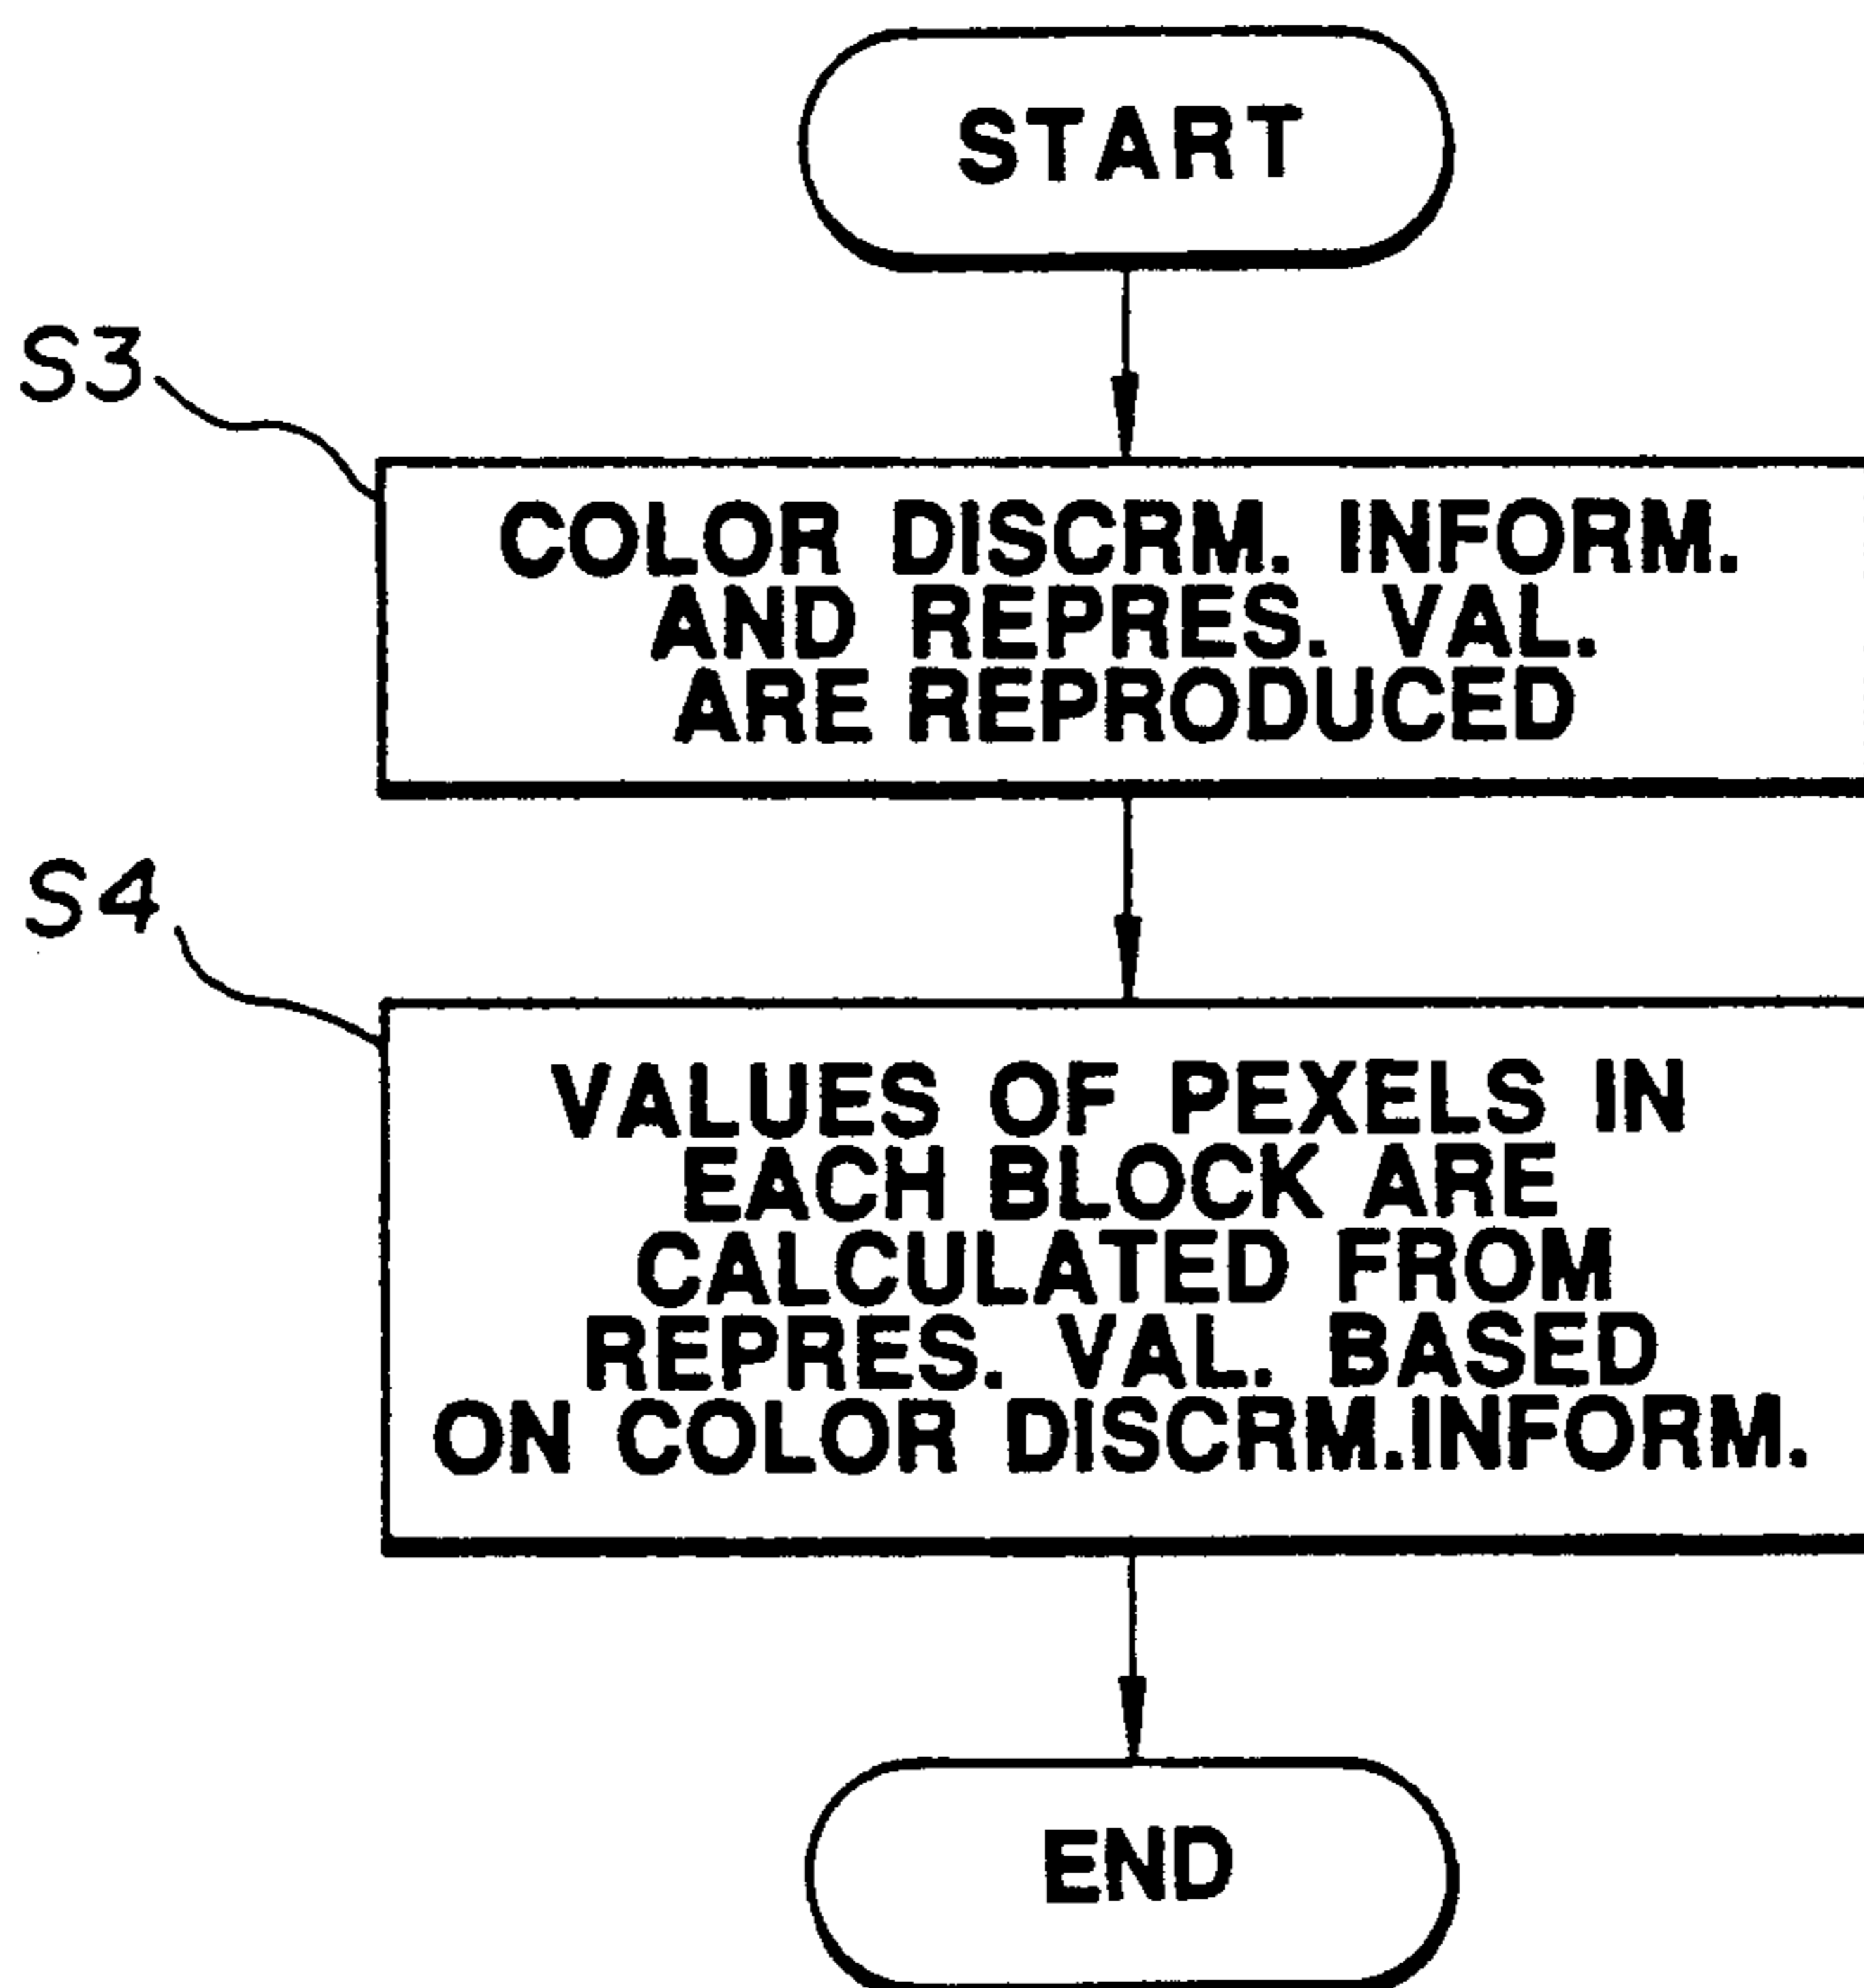 START
S3
COLOR DISCRM. INFORM.
AND REPRES. VAL.
ARE REPRODUCED
S4
VALUES OF PEXELS IN
EACH BLOCK ARE
CALCULATED FROM
REPRES. VAL. BASED
ON COLOR DISCRM.INFORM.
END